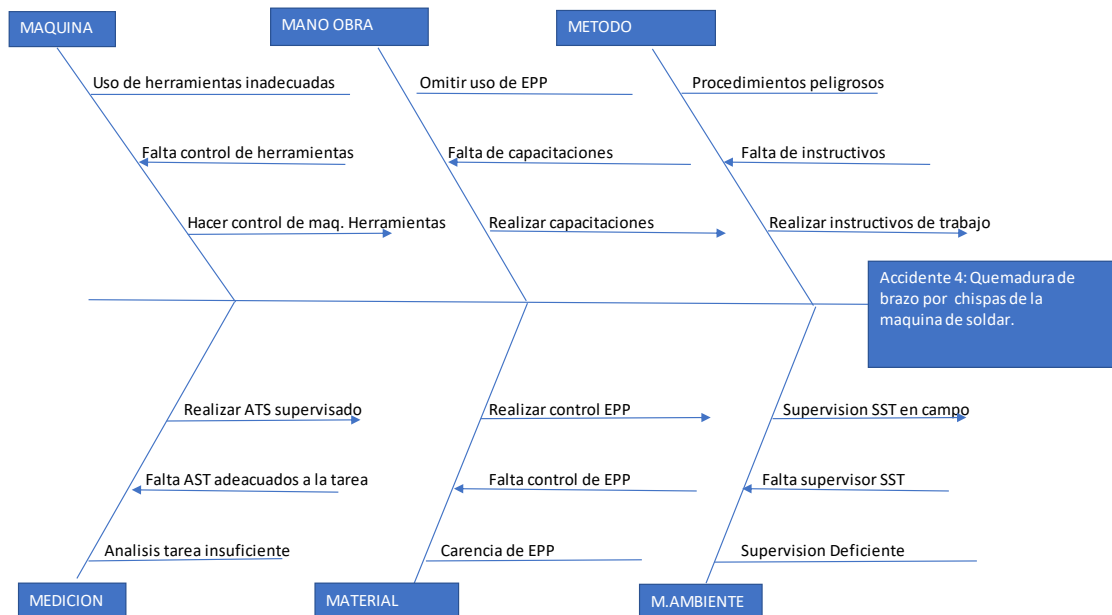 MAQUINA
MANO OBRA
METODO
Uso de herramientas inadecuadas
Omitir uso de EPP
Procedimientos peligrosos
Falta control de herramientas
Falta de capacitaciones
Falta de instructivos
Hacer control de maq. Herramientas
Realizar capacitaciones
Realizar instructivos de trabajo
Accidente 4: Quemadura de
brazo por chispas de la
maquina de soldar.
Realizar ATS supervisado
Realizar control EPP
Supervision SST en campo
Falta AST adeacuados a la tarea
Falta control de EPP
Falta supervisor SST
Analisis tarea insuficiente
Carencia de EPP
Supervision Deficiente
MEDICION
MATERIAL
M.AMBIENTE